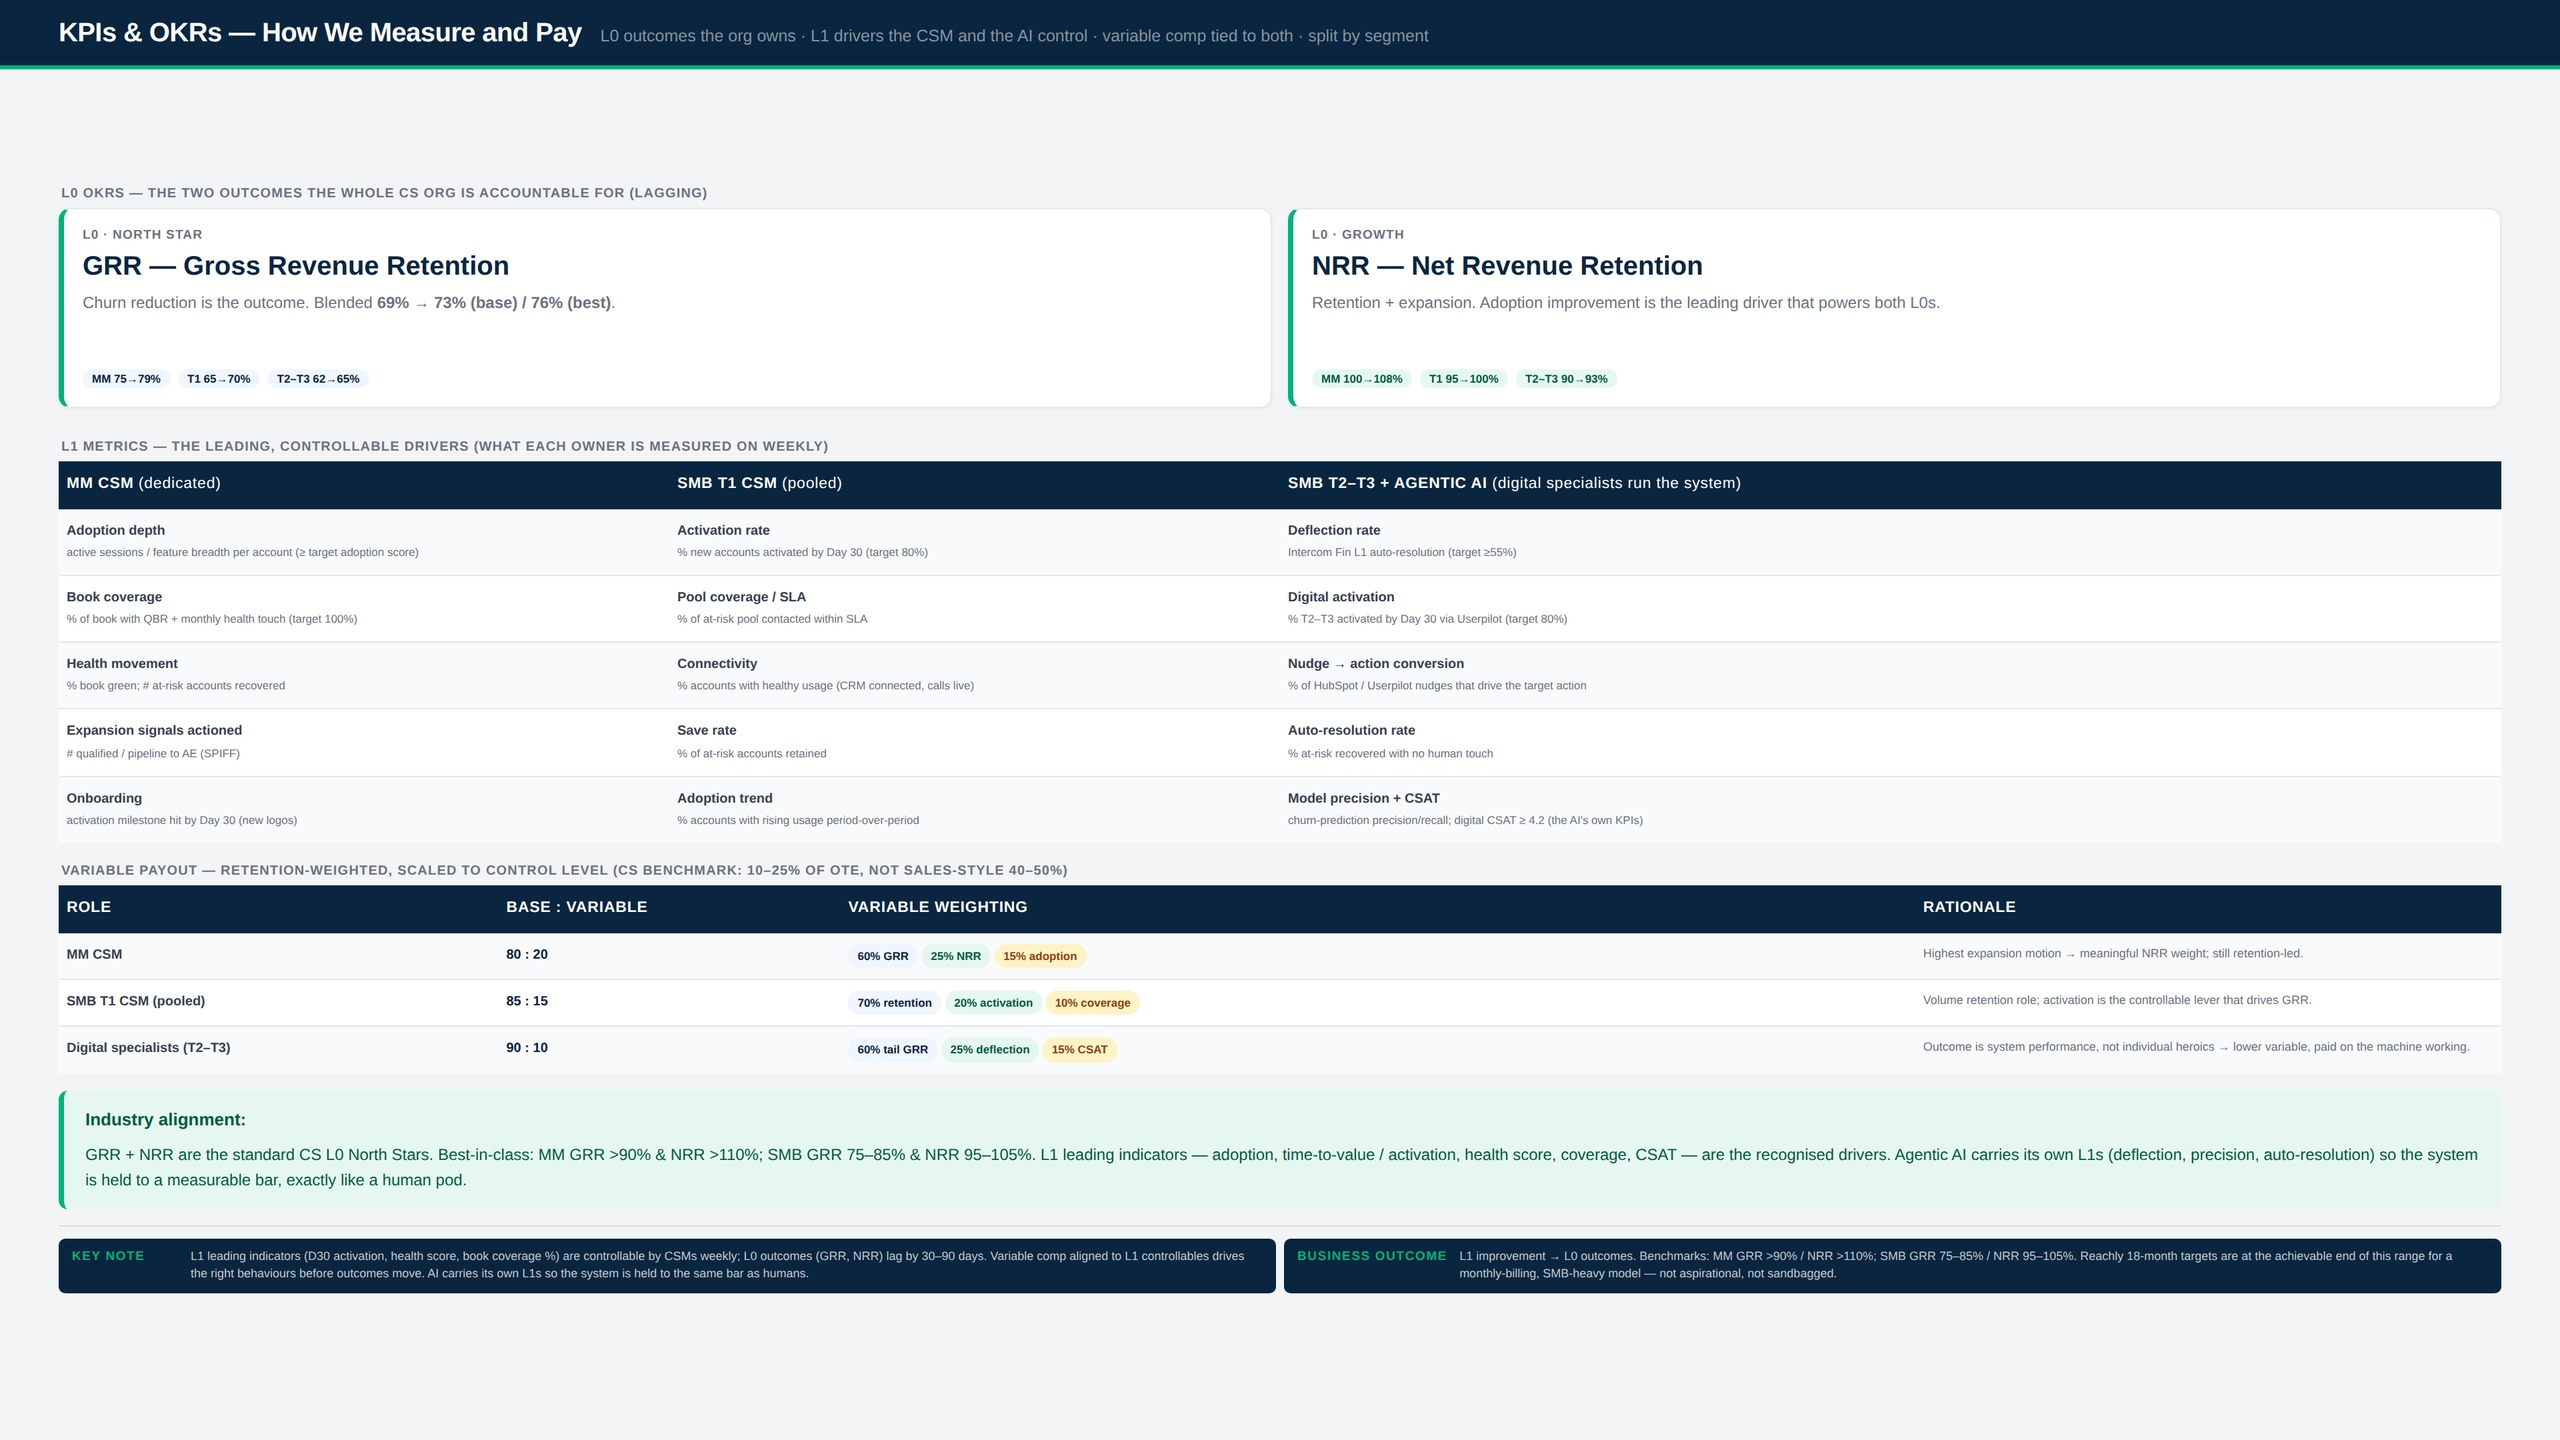 KPIs & OKRs — How We Measure and Pay
L0 outcomes the org owns · L1 drivers the CSM and the AI control · variable comp tied to both · split by segment
L0 OKRS — THE TWO OUTCOMES THE WHOLE CS ORG IS ACCOUNTABLE FOR (LAGGING)
L0 · NORTH STAR
GRR — Gross Revenue Retention
Churn reduction is the outcome. Blended 69% → 73% (base) / 76% (best).
MM 75→79% T1 65→70% T2–T3 62→65%
L0 · GROWTH
NRR — Net Revenue Retention
Retention + expansion. Adoption improvement is the leading driver that powers both L0s.
MM 100→108% T1 95→100% T2–T3 90→93%
L1 METRICS — THE LEADING, CONTROLLABLE DRIVERS (WHAT EACH OWNER IS MEASURED ON WEEKLY)
MM CSM (dedicated) SMB T1 CSM (pooled) SMB T2–T3 + AGENTIC AI (digital specialists run the system)
Adoption depth Activation rate Deflection rate
active sessions / feature breadth per account (≥ target adoption score) % new accounts activated by Day 30 (target 80%) Intercom Fin L1 auto-resolution (target ≥55%)
Book coverage Pool coverage / SLA Digital activation
% of book with QBR + monthly health touch (target 100%) % of at-risk pool contacted within SLA % T2–T3 activated by Day 30 via Userpilot (target 80%)
Health movement Connectivity Nudge → action conversion
% book green; # at-risk accounts recovered % accounts with healthy usage (CRM connected, calls live) % of HubSpot / Userpilot nudges that drive the target action
Expansion signals actioned Save rate Auto-resolution rate
# qualified / pipeline to AE (SPIFF) % of at-risk accounts retained % at-risk recovered with no human touch
Onboarding Adoption trend Model precision + CSAT
activation milestone hit by Day 30 (new logos) % accounts with rising usage period-over-period churn-prediction precision/recall; digital CSAT ≥ 4.2 (the AI's own KPIs)
VARIABLE PAYOUT — RETENTION-WEIGHTED, SCALED TO CONTROL LEVEL (CS BENCHMARK: 10–25% OF OTE, NOT SALES-STYLE 40–50%)
ROLE BASE : VARIABLE VARIABLE WEIGHTING RATIONALE
MM CSM 80 : 20 60% GRR 25% NRR 15% adoption Highest expansion motion → meaningful NRR weight; still retention-led.
SMB T1 CSM (pooled) 85 : 15 70% retention 20% activation 10% coverage Volume retention role; activation is the controllable lever that drives GRR.
Digital specialists (T2–T3) 90 : 10 60% tail GRR 25% deflection 15% CSAT Outcome is system performance, not individual heroics → lower variable, paid on the machine working.
Industry alignment:
GRR + NRR are the standard CS L0 North Stars. Best-in-class: MM GRR >90% & NRR >110%; SMB GRR 75–85% & NRR 95–105%. L1 leading indicators — adoption, time-to-value / activation, health score, coverage, CSAT — are the recognised drivers. Agentic AI carries its own L1s (deflection, precision, auto-resolution) so the system
is held to a measurable bar, exactly like a human pod.
KEY NOTE
L1 leading indicators (D30 activation, health score, book coverage %) are controllable by CSMs weekly; L0 outcomes (GRR, NRR) lag by 30–90 days. Variable comp aligned to L1 controllables drives
the right behaviours before outcomes move. AI carries its own L1s so the system is held to the same bar as humans.
BUSINESS OUTCOME
L1 improvement → L0 outcomes. Benchmarks: MM GRR >90% / NRR >110%; SMB GRR 75–85% / NRR 95–105%. Reachly 18-month targets are at the achievable end of this range for a
monthly-billing, SMB-heavy model — not aspirational, not sandbagged.